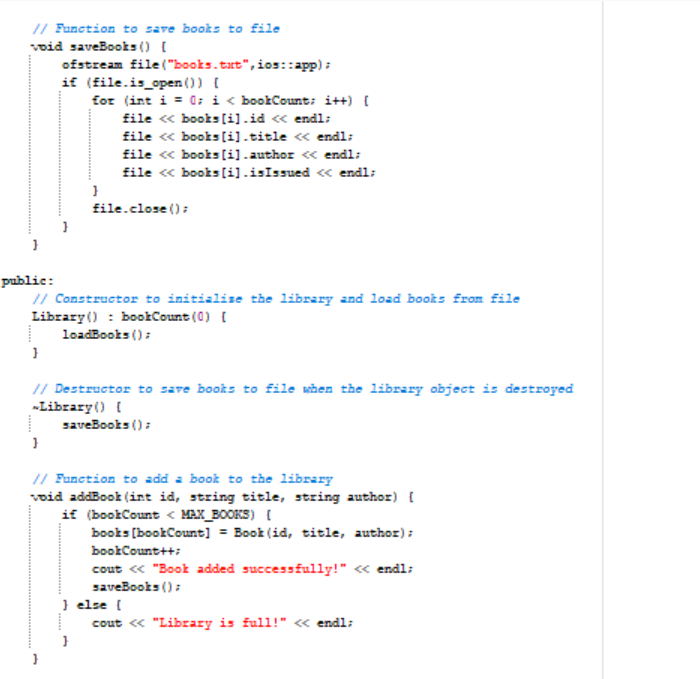 // Function to save books to file
void saveBooks() {
ofstream file("books.txt",ios::app);
if (file.is_open()) {
for (int i = 0; i < bookCount; i++) {
file << books[i].id << endl;
file << books[i].title << endl;
file << books[i].author << endl;
file << books[i].isIssued << endl;
}
file.close();
}
}
public:
// Constructor to initialize the library and load books from file
Library() : bookCount(0) {
loadBooks();
}
// Destructor to save books to file when the library object is destroyed
~Library() {
saveBooks();
}
// Function to add a book to the library
void addBook(int id, string title, string author) {
if (bookCount < MAX_BOOKS) {
books[bookCount] = Book(id, title, author);
bookCount++;
cout << "Book added successfully!" << endl;
saveBooks();
} else {
cout << "Library is full!" << endl;
}
}